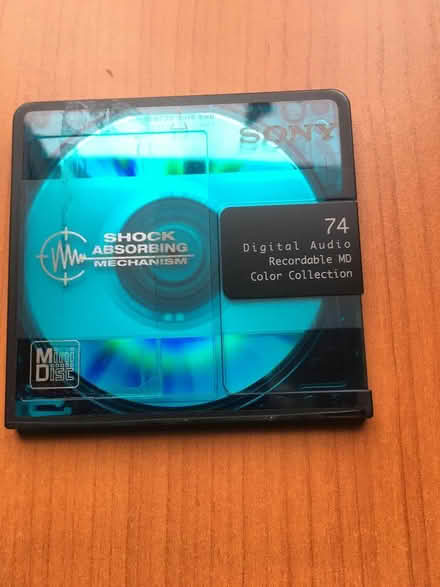 SONY
74
Digital Audio
Recordable MD
Color Collection
SHOCK
ABSORBING
MECHANISM
Mini
Disc